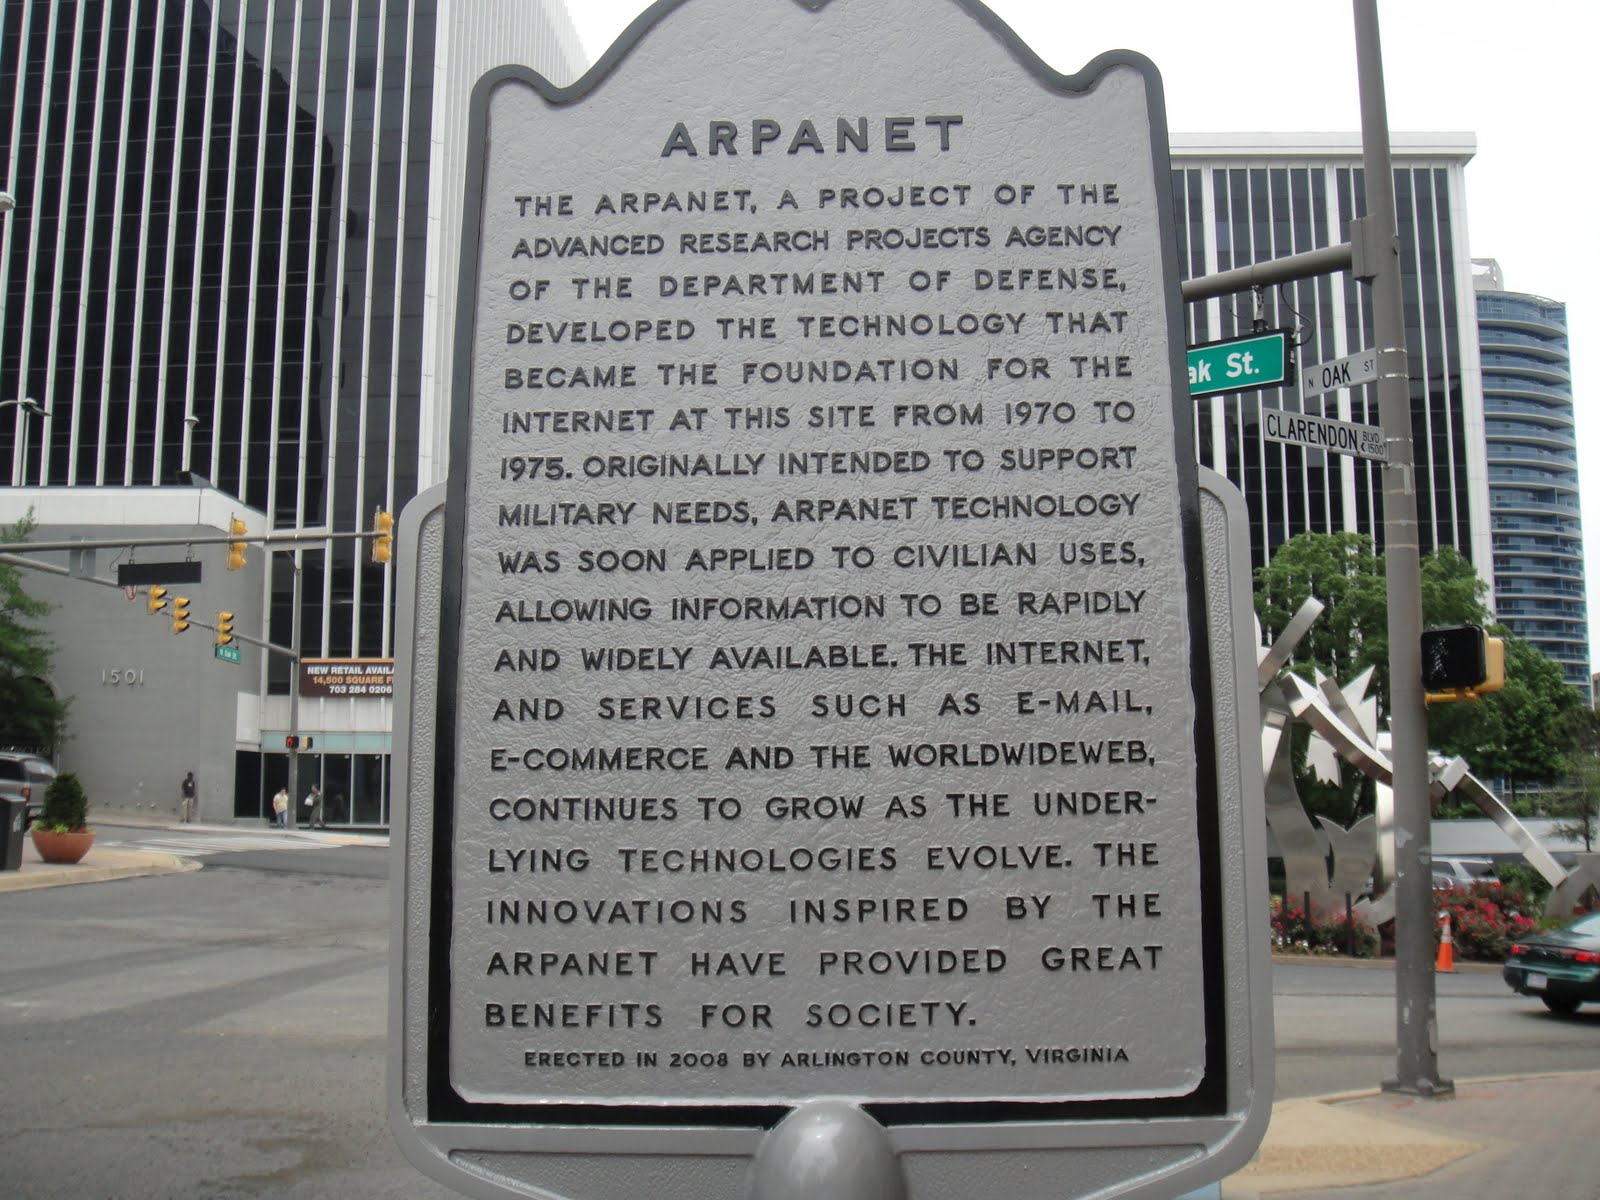 ARPANET
THE ARPANET, A PROJECT OF THE
ADVANCED RESEARCH PROJECTS AGENCY
OF THE DEPARTMENT OF DEFENSE,
DEVELOPED THE TECHNOLOGY THAT
BECAME THE FOUNDATION FOR THE
INTERNET AT THIS SITE FROM 1970 TO
1975. ORIGINALLY INTENDED TO SUPPORT
MILITARY NEEDS, ARPANET TECHNOLOGY
WAS SOON APPLIED TO CIVILIAN USES,
ALLOWING INFORMATION TO BE RAPIDLY
AND WIDELY AVAILABLE. THE INTERNET,
AND SERVICES SUCH AS E-MAIL,
E-COMMERCE AND THE WORLDWIDEWEB,
CONTINUES TO GROW AS THE UNDER-
LYING TECHNOLOGIES EVOLVE. THE
INNOVATIONS INSPIRED BY THE
ARPANET HAVE PROVIDED GREAT
BENEFITS FOR SOCIETY.
ERECTED IN 2008 BY ARLINGTON COUNTY, VIRGINIA
ak St.
N OAK ST
CLARENDON BLVD
1500
1501
NEW RETAIL AVAILA
14,500 SQUARE F
703 284 0206
N Oak St.